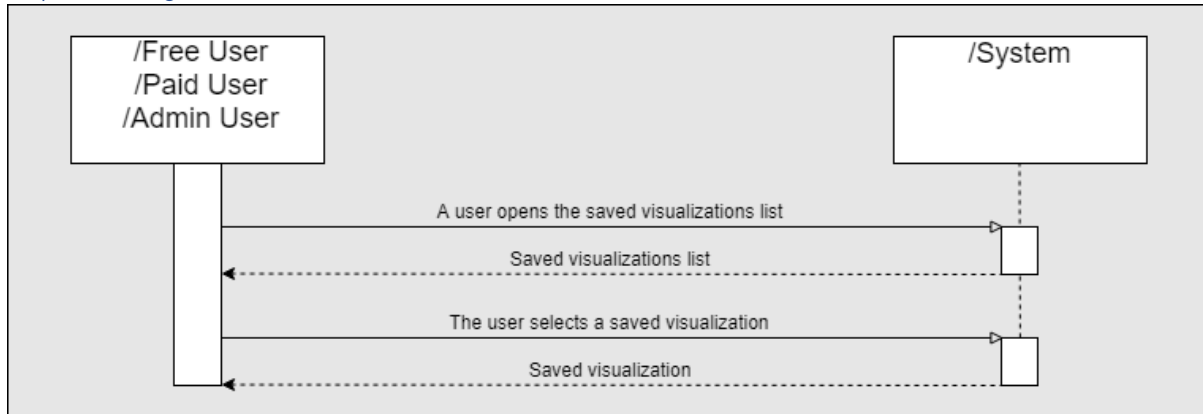 /Free User
/Paid User
/Admin User
/System
A user opens the saved visualizations list
Saved visualizations list
The user selects a saved visualization
Saved visualization